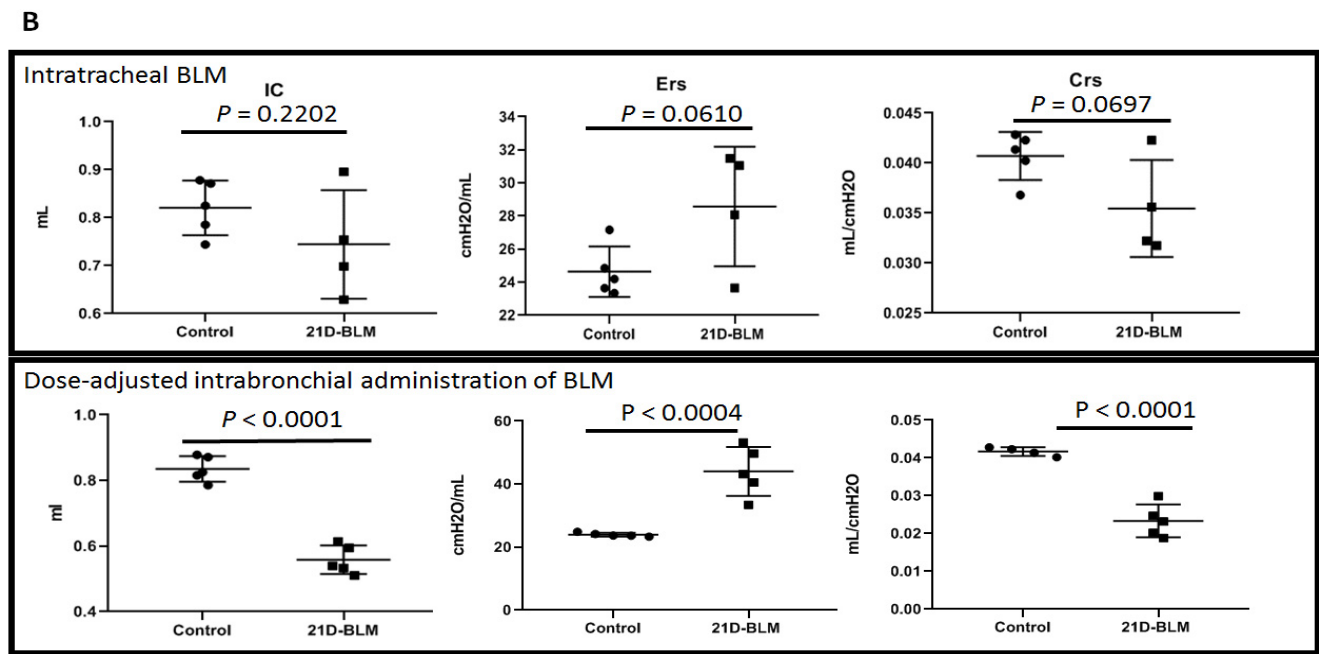 B
Intratracheal BLM
IC
P = 0.2202
mL
1.0
0.9
0.8
0.7
0.6
Control
21D-BLM
Ers
P = 0.0610
cmH2O/mL
34
32
30
28
26
24
22
Control
21D-BLM
Crs
P = 0.0697
mL/cmH2O
0.045
0.040
0.035
0.030
0.025
Control
21D-BLM
Dose-adjusted intrabronchial administration of BLM
P < 0.0001
ml
1.0
0.8
0.6
0.4
Control
21D-BLM
P < 0.0004
cmH2O/mL
60
40
20
0
Control
21D-BLM
P < 0.0001
mL/cmH2O
0.05
0.04
0.03
0.02
0.01
0.00
Control
21D-BLM